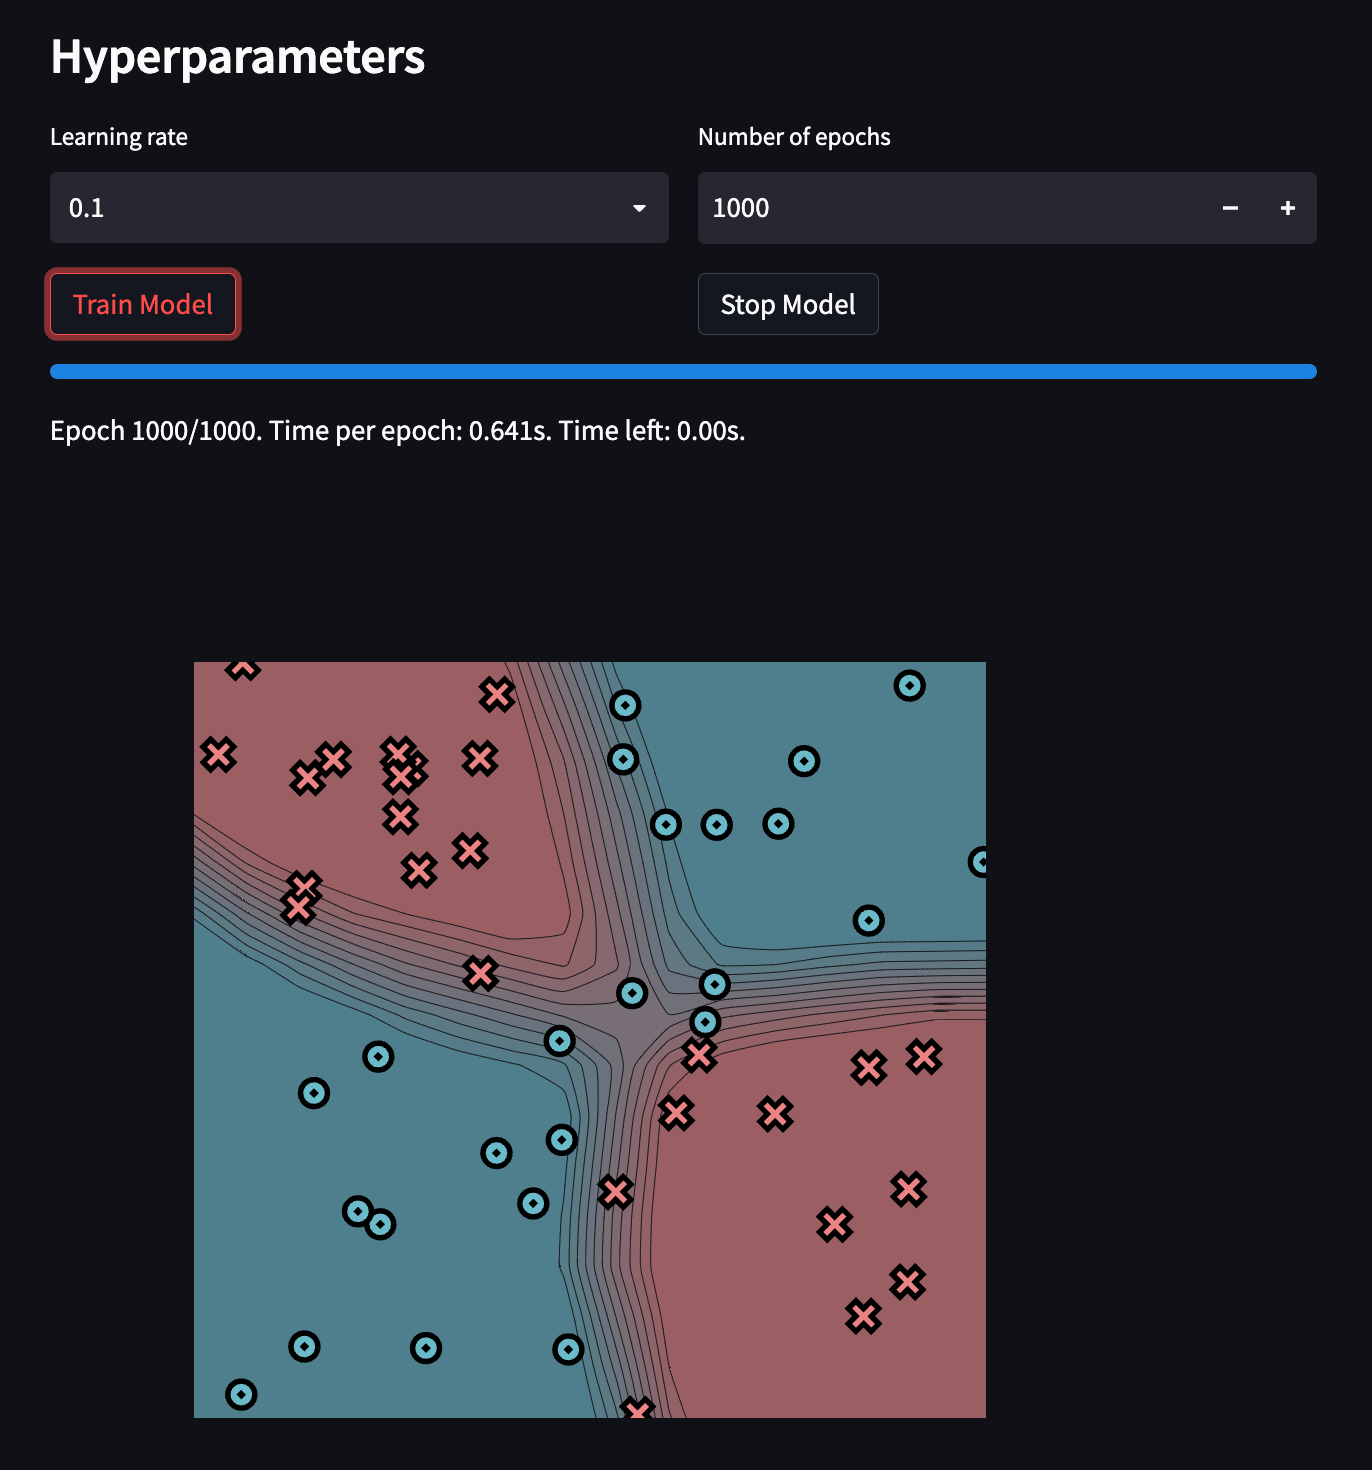 Hyperparameters
Learning rate
Number of epochs
0.1
1000
Train Model
Stop Model
Epoch 1000/1000. Time per epoch: 0.641s. Time left: 0.00s.